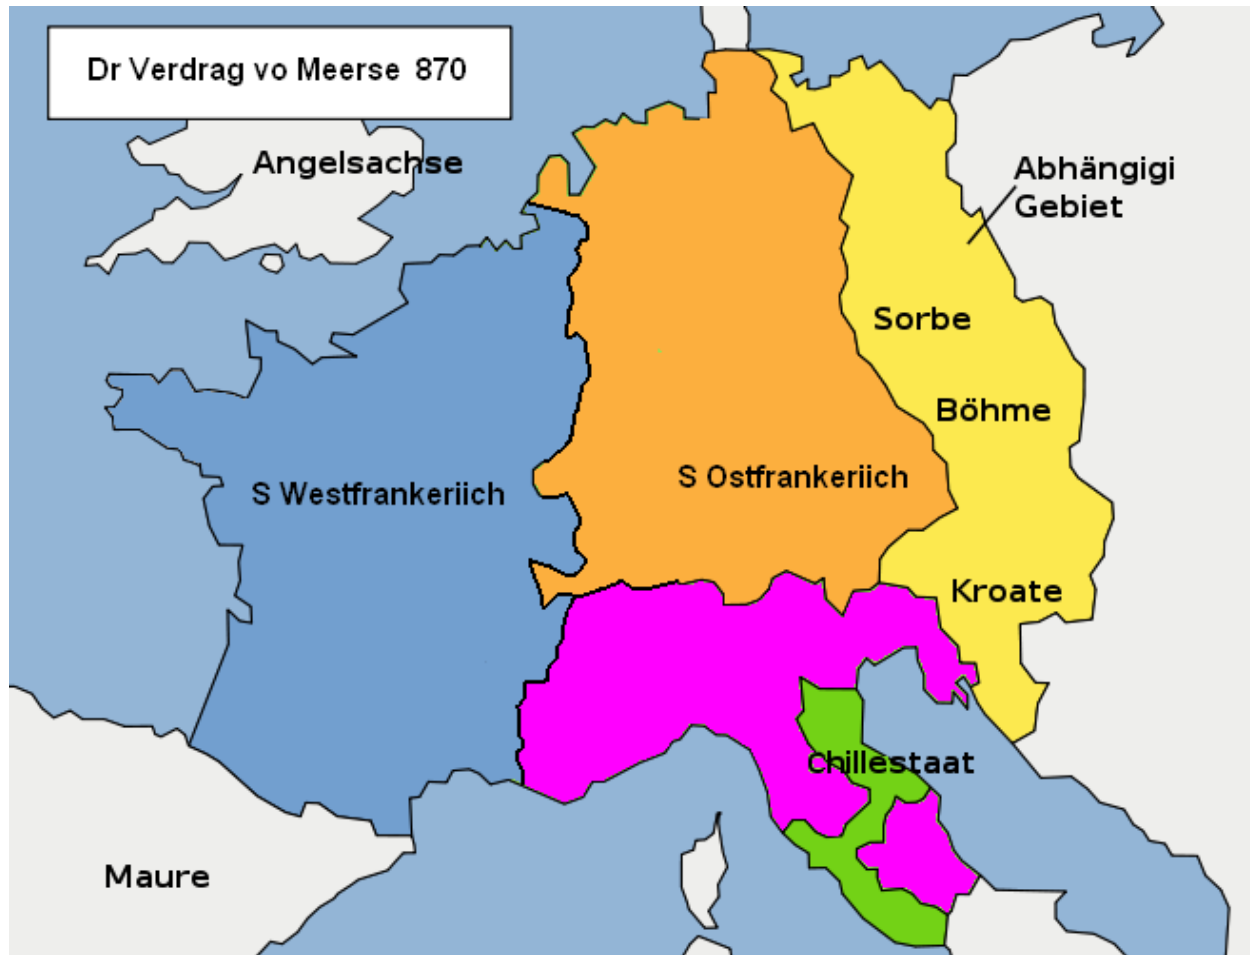 Dr Verdrag vo Meerse 870
Angelsachse
Abhängigi
Gebiet
Sorbe
Böhme
S Westfrankeriich
S Ostfrankeriich
Kroate
Chillestaat
Maure